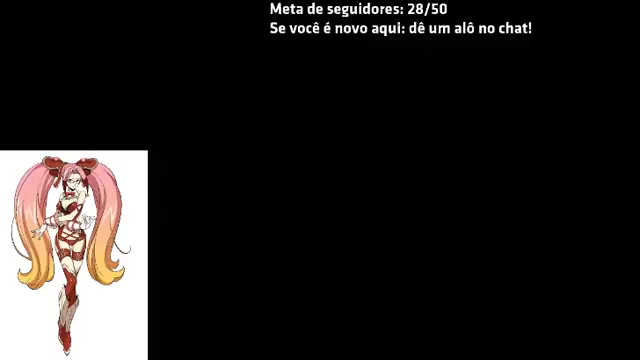 Meta de seguidores: 28/50
Se você é novo aqui: dê um alô no chat!